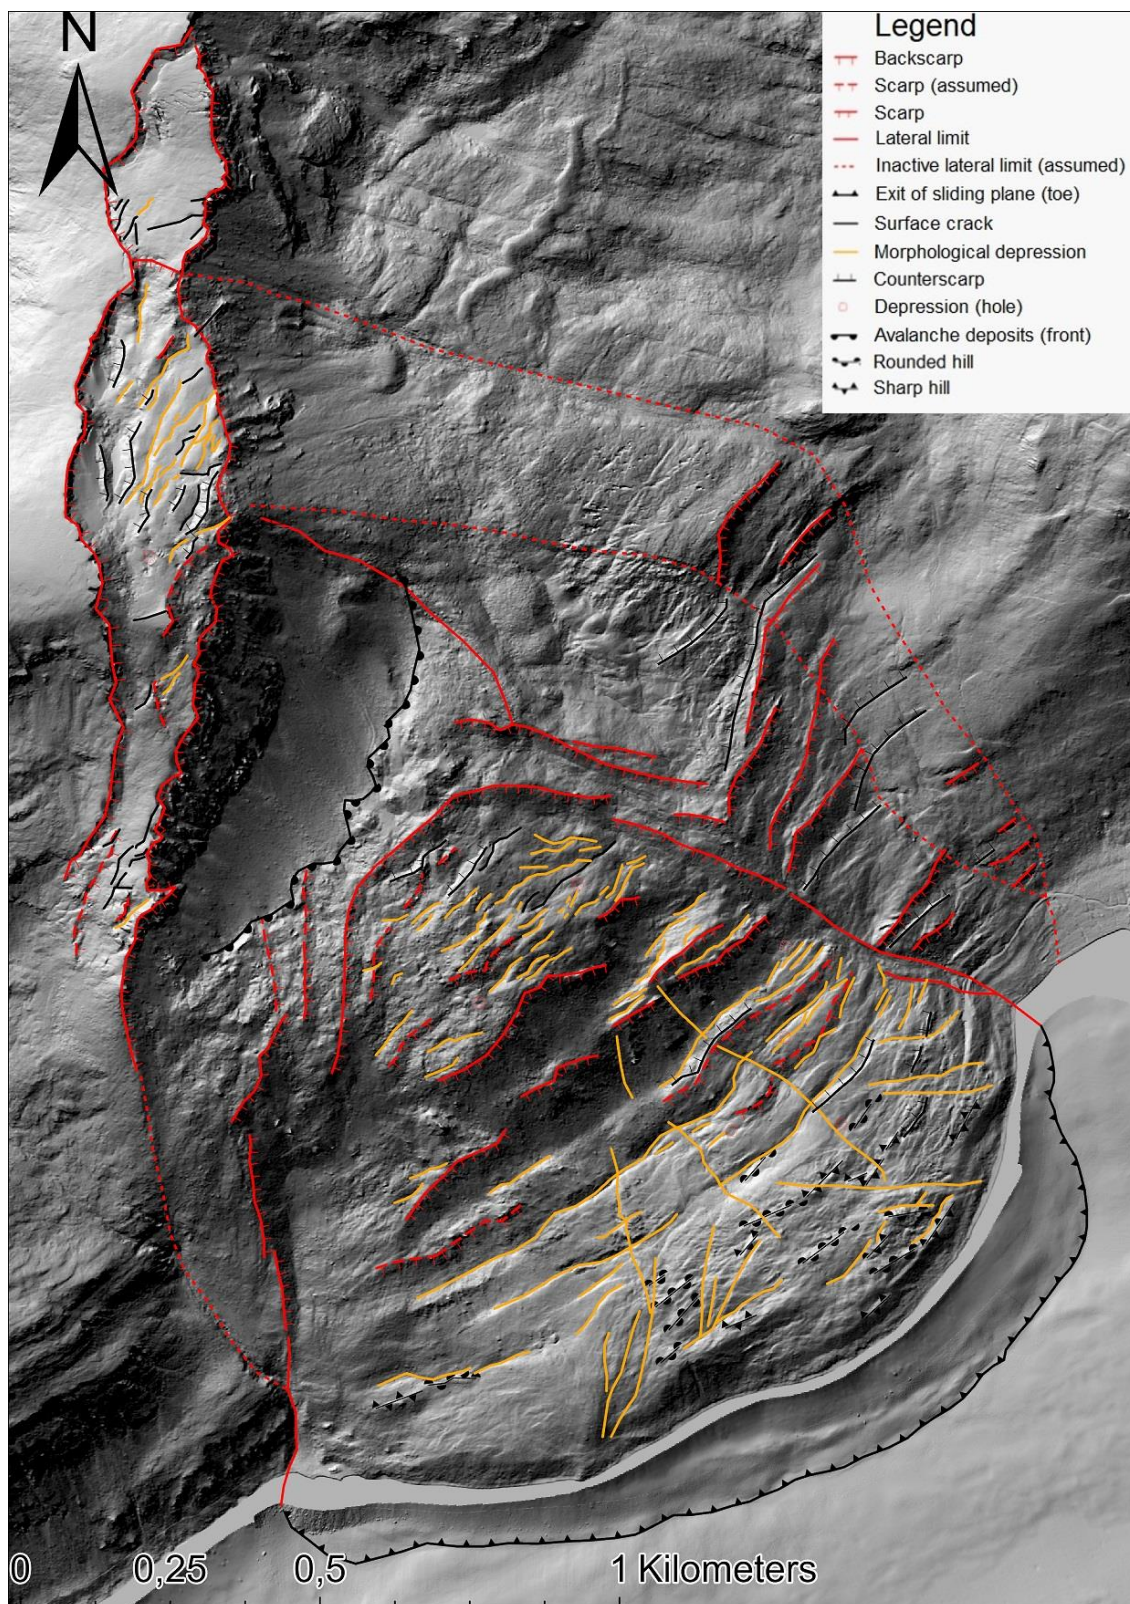 N
Legend
Backscarp
Scarp (assumed)
Scarp
Lateral limit
Inactive lateral limit (assumed)
Exit of sliding plane (toe)
Surface crack
Morphological depression
Counterscarp
Depression (hole)
Avalanche deposits (front)
Rounded hill
Sharp hill
0 0,25 0,5 1 Kilometers